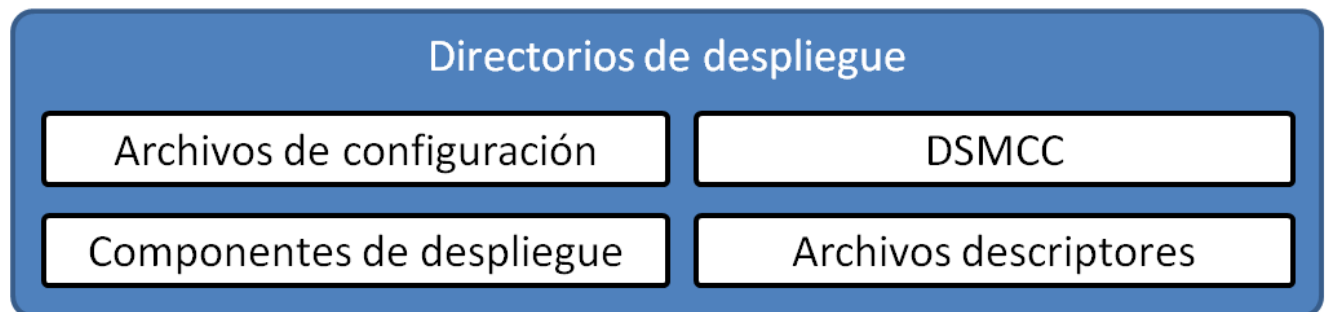 Directorios de despliegue
Archivos de configuración
DSMCC
Componentes de despliegue
Archivos descriptores